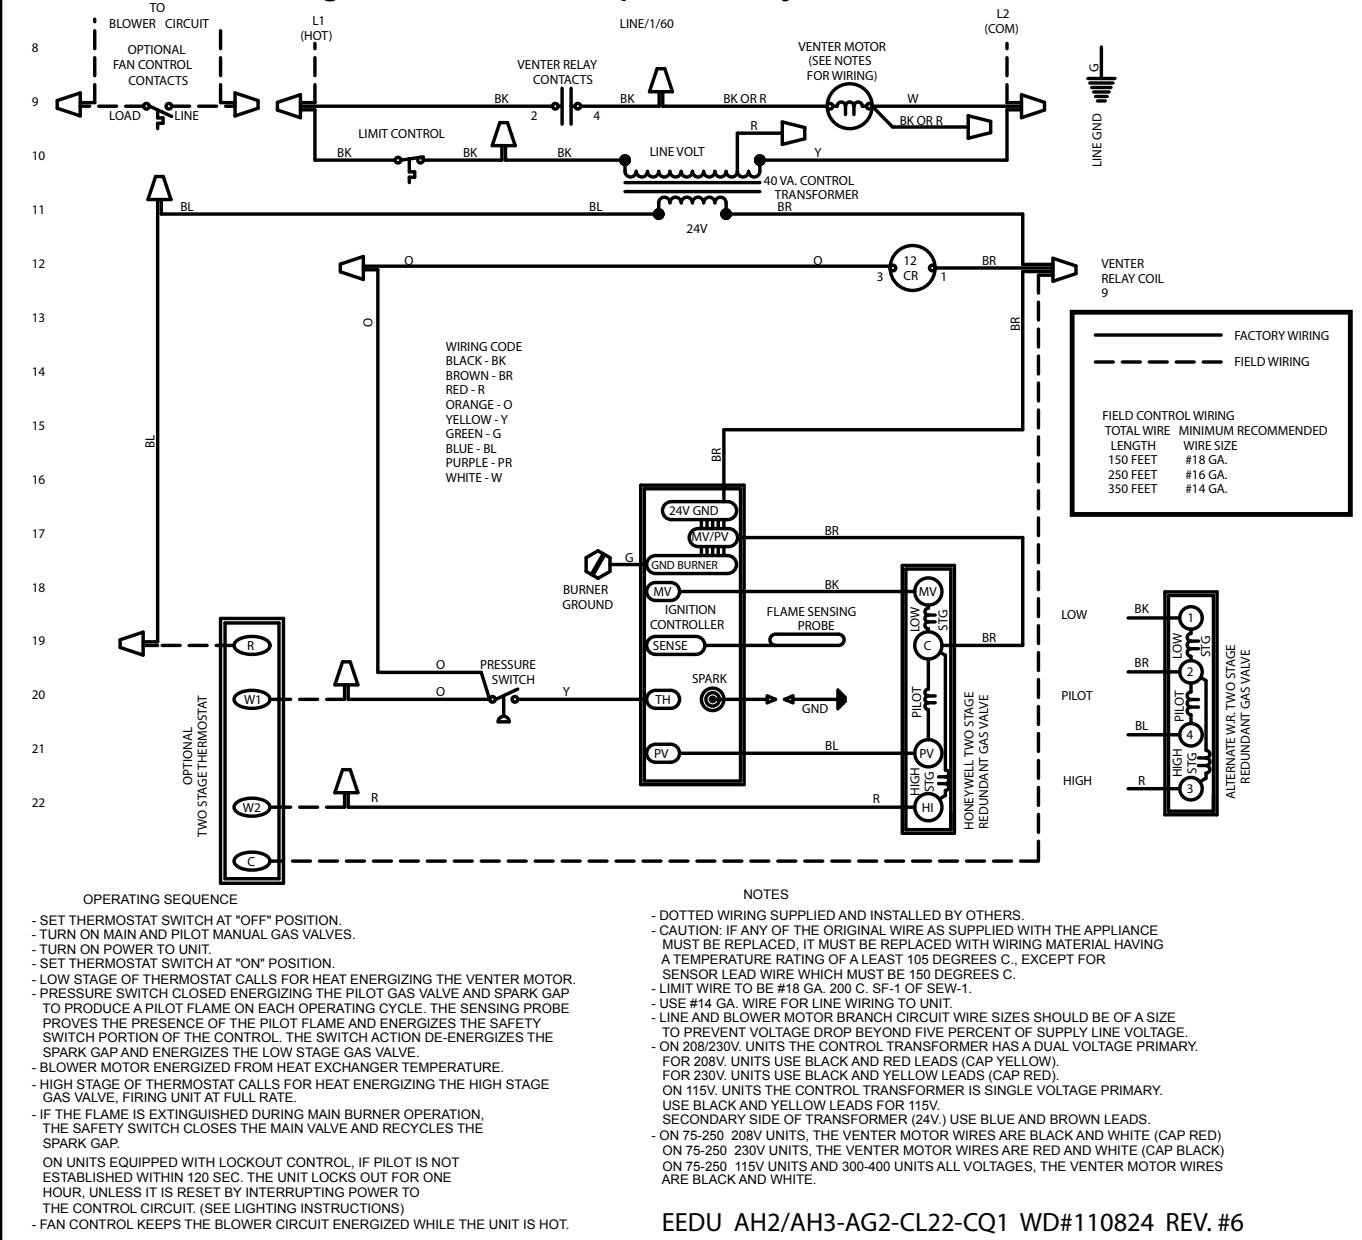 TO
BLOWER CIRCUIT
L1
(HOT)
LINE/1/60
L2
(COM)
8
OPTIONAL
FAN CONTROL
CONTACTS
VENTER RELAY
CONTACTS
VENTER MOTOR
(SEE NOTES
FOR WIRING)
G
LINE GND
9
LOAD
LINE
BK
2
4
BK
BK OR R
W
BK OR R
LIMIT CONTROL
R
10
BK
BK
BK
LINE VOLT
Y
40 VA. CONTROL
TRANSFORMER
11
BL
BL
BR
24V
12
O
O
12
CR
3
1
BR
VENTER
RELAY COIL
9
13
O
BR
FACTORY WIRING
FIELD WIRING
WIRING CODE
BLACK - BK
BROWN - BR
RED - R
ORANGE - O
YELLOW - Y
GREEN - G
BLUE - BL
PURPLE - PR
WHITE - W
14
15
BL
BR
FIELD CONTROL WIRING
TOTAL WIRE MINIMUM RECOMMENDED
LENGTH WIRE SIZE
150 FEET #18 GA.
250 FEET #16 GA.
350 FEET #14 GA.
16
24V GND
17
MV/PV
BR
G
GND BURNER
BURNER
GROUND
18
MV
BK
MV
IGNITION
CONTROLLER
FLAME SENSING
PROBE
LOW
STG
LOW
BK
1
19
R
SENSE
C
BR
LOW
STG
BR
2
O
PRESSURE
SWITCH
20
W1
O
Y
TH
SPARK
GND
PILOT
PILOT
PILOT
OPTIONAL
TWO STAGE THERMOSTAT
21
PV
BL
PV
BL
4
HIGH
STG
HONEYWELL TWO STAGE
REDUNDANT GAS VALVE
HIGH
R
HIGH
STG
3
ALTERNATE W.R. TWO STAGE
REDUNDANT GAS VALVE
22
W2
R
R
HI
C
OPERATING SEQUENCE
- SET THERMOSTAT SWITCH AT "OFF" POSITION.
- TURN ON MAIN AND PILOT MANUAL GAS VALVES.
- TURN ON POWER TO UNIT.
- SET THERMOSTAT SWITCH AT "ON" POSITION.
- LOW STAGE OF THERMOSTAT CALLS FOR HEAT ENERGIZING THE VENTER MOTOR.
- PRESSURE SWITCH CLOSED ENERGIZING THE PILOT GAS VALVE AND SPARK GAP
TO PRODUCE A PILOT FLAME ON EACH OPERATING CYCLE. THE SENSING PROBE
PROVES THE PRESENCE OF THE PILOT FLAME AND ENERGIZES THE SAFETY
SWITCH PORTION OF THE CONTROL. THE SWITCH ACTION DE-ENERGIZES THE
SPARK GAP AND ENERGIZES THE LOW STAGE GAS VALVE.
- BLOWER MOTOR ENERGIZED FROM HEAT EXCHANGER TEMPERATURE.
- HIGH STAGE OF THERMOSTAT CALLS FOR HEAT ENERGIZING THE HIGH STAGE
GAS VALVE, FIRING UNIT AT FULL RATE.
- IF THE FLAME IS EXTINGUISHED DURING MAIN BURNER OPERATION,
THE SAFETY SWITCH CLOSES THE MAIN VALVE AND RECYCLES THE
SPARK GAP.
ON UNITS EQUIPPED WITH LOCKOUT CONTROL, IF PILOT IS NOT
ESTABLISHED WITHIN 120 SEC. THE UNIT LOCKS OUT FOR ONE
HOUR, UNLESS IT IS RESET BY INTERRUPTING POWER TO
THE CONTROL CIRCUIT. (SEE LIGHTING INSTRUCTIONS)
- FAN CONTROL KEEPS THE BLOWER CIRCUIT ENERGIZED WHILE THE UNIT IS HOT.
NOTES
- DOTTED WIRING SUPPLIED AND INSTALLED BY OTHERS.
- CAUTION: IF ANY OF THE ORIGINAL WIRE AS SUPPLIED WITH THE APPLIANCE
MUST BE REPLACED, IT MUST BE REPLACED WITH WIRING MATERIAL HAVING
A TEMPERATURE RATING OF A LEAST 105 DEGREES C., EXCEPT FOR
SENSOR LEAD WIRE WHICH MUST BE 150 DEGREES C.
- LIMIT WIRE TO BE #18 GA. 200 C. SF-1 OF SEW-1.
- USE #14 GA. WIRE FOR LINE WIRING TO UNIT.
- LINE AND BLOWER MOTOR BRANCH CIRCUIT WIRE SIZES SHOULD BE OF A SIZE
TO PREVENT VOLTAGE DROP BEYOND FIVE PERCENT OF SUPPLY LINE VOLTAGE.
- ON 208/230V. UNITS THE CONTROL TRANSFORMER HAS A DUAL VOLTAGE PRIMARY.
FOR 208V. UNITS USE BLACK AND RED LEADS (CAP YELLOW).
FOR 230V. UNITS USE BLACK AND YELLOW LEADS (CAP RED).
ON 115V. UNITS THE CONTROL TRANSFORMER IS SINGLE VOLTAGE PRIMARY.
USE BLACK AND YELLOW LEADS FOR 115V.
SECONDARY SIDE OF TRANSFORMER (24V.) USE BLUE AND BROWN LEADS.
- ON 75-250 208V UNITS, THE VENTER MOTOR WIRES ARE BLACK AND WHITE (CAP RED)
ON 75-250 230V UNITS, THE VENTER MOTOR WIRES ARE RED AND WHITE (CAP BLACK)
ON 75-250 115V UNITS AND 300-400 UNITS ALL VOLTAGES, THE VENTER MOTOR WIRES
ARE BLACK AND WHITE.
EEDU AH2/AH3-AG2-CL22-CQ1 WD#110824 REV. #6